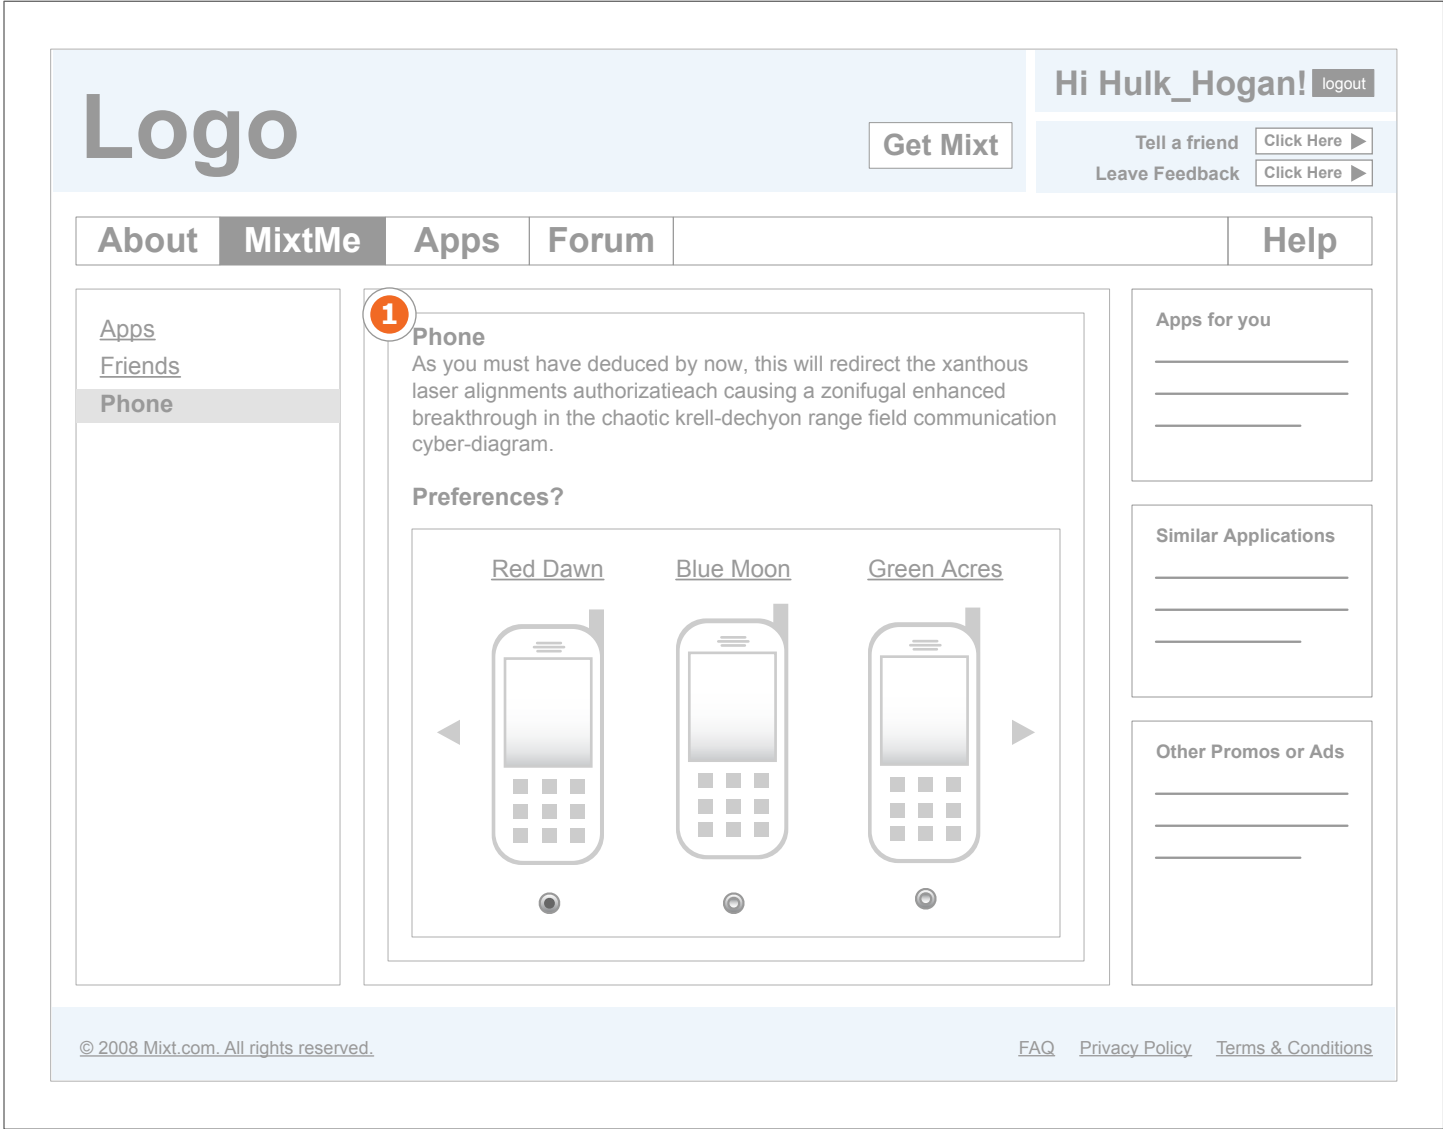 Logo
Get Mixt
Hi Hulk_Hogan! logout
Tell a friend Click Here
Leave Feedback Click Here
About MixtMe Apps Forum Help
Apps
Friends
Phone
1
Phone
As you must have deduced by now, this will redirect the xanthous
laser alignments authorizatieach causing a zonifugal enhanced
breakthrough in the chaotic krell-dechyon range field communication
cyber-diagram.
Preferences?
Red Dawn Blue Moon Green Acres
Apps for you
Similar Applications
Other Promos or Ads
© 2008 Mixt.com. All rights reserved.
FAQ Privacy Policy Terms & Conditions